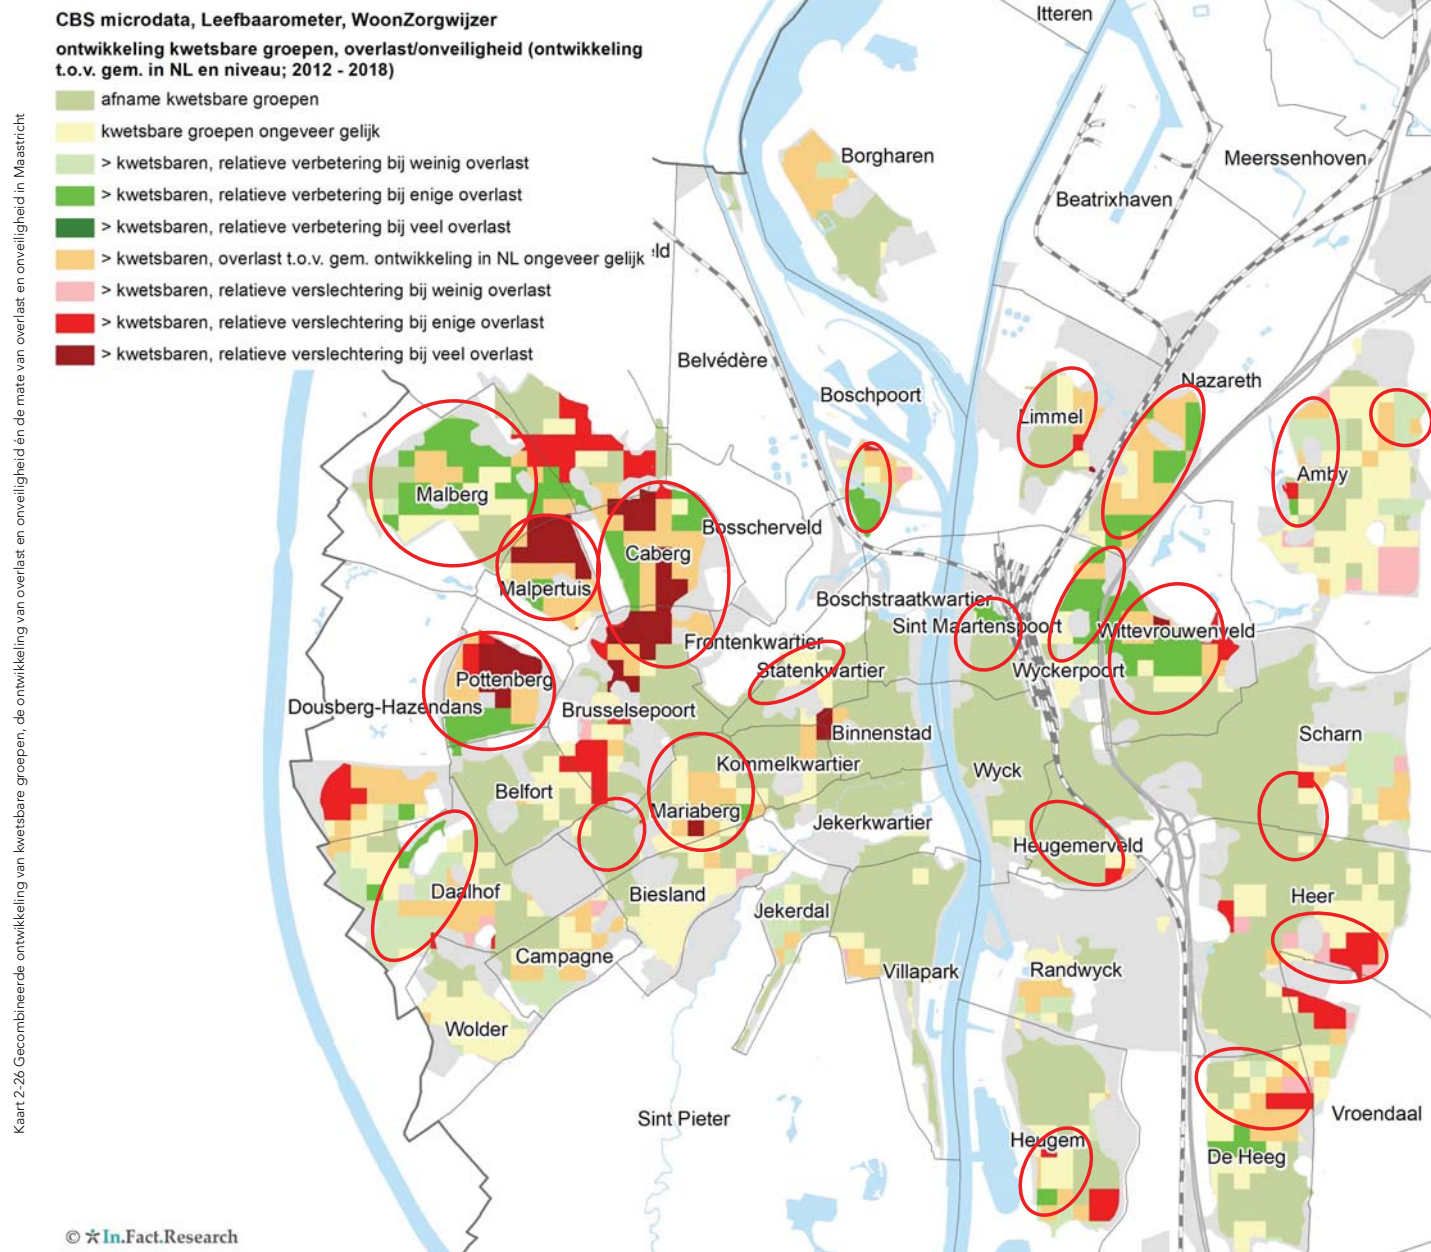 CBS microdata, Leefbaarometer, WoonZorgwijzer
ontwikkeling kwetsbare groepen, overlast/onveiligheid (ontwikkeling
t.o.v. gem. in NL en niveau; 2012 - 2018)
afname kwetsbare groepen
kwetsbare groepen ongeveer gelijk
> kwetsbaren, relatieve verbetering bij weinig overlast
> kwetsbaren, relatieve verbetering bij enige overlast
> kwetsbaren, relatieve verbetering bij veel overlast
> kwetsbaren, overlast t.o.v. gem. ontwikkeling in NL ongeveer gelijk
> kwetsbaren, relatieve verslechtering bij weinig overlast
> kwetsbaren, relatieve verslechtering bij enige overlast
> kwetsbaren, relatieve verslechtering bij veel overlast
Kaart 2-26 Gecombineerde ontwikkeling van kwetsbare groepen, de ontwikkeling van overlast en onveiligheid én de mate van overlast en onveiligheid in Maastricht
Itteren
Borgharen
Meerssenhoven
Beatrixhaven
ld
Belvédère
Boschpoort
Nazareth
Limmel
Amby
Malberg
Bosscherveld
Caberg
Malpertuis
Boschstraatkwartier
Sint Maartenspoort
Wittevrouwenveld
Frontenkwartier
Statenkwartier
Wyckerpoort
Pottenberg
Dousberg-Hazendans
Brusselsepoort
Binnenstad
Scharn
Kommelkwartier
Wyck
Belfort
Mariaberg
Jekerkwartier
Heugemerveld
Daalhof
Biesland
Heer
Jekerdal
Campagne
Villapark
Randwyck
Wolder
Sint Pieter
Vroendaal
Heugem
De Heeg
© In.Fact.Research